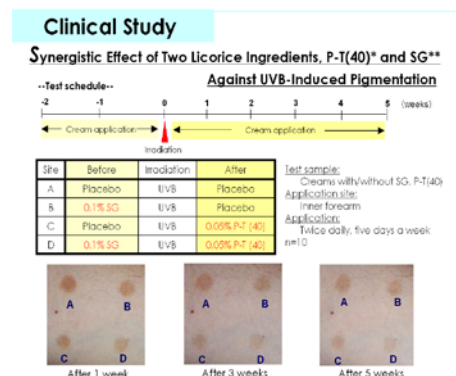 Clinical Study
Synergistic Effect of Two Licorice Ingredients, P-T(40)* and SG**
Against UVB-Induced Pigmentation
--Test schedule--
-2 -1 0 1 2 3 4 5 (weeks)
Cream application Cream application
Irradiation
Site Before Irradiation After
A Placebo UVB Placebo
B 0.1% SG UVB Placebo
C Placebo UVB 0.05% P-T (40)
D 0.1% SG UVB 0.05% P-T (40)
Test sample:
Creams with/without SG, P-T(40)
Application site:
Inner forearm
Application:
Twice daily, five days a week
n=10
A B A B A B
C D C D C D
After 1 week After 3 weeks After 5 weeks